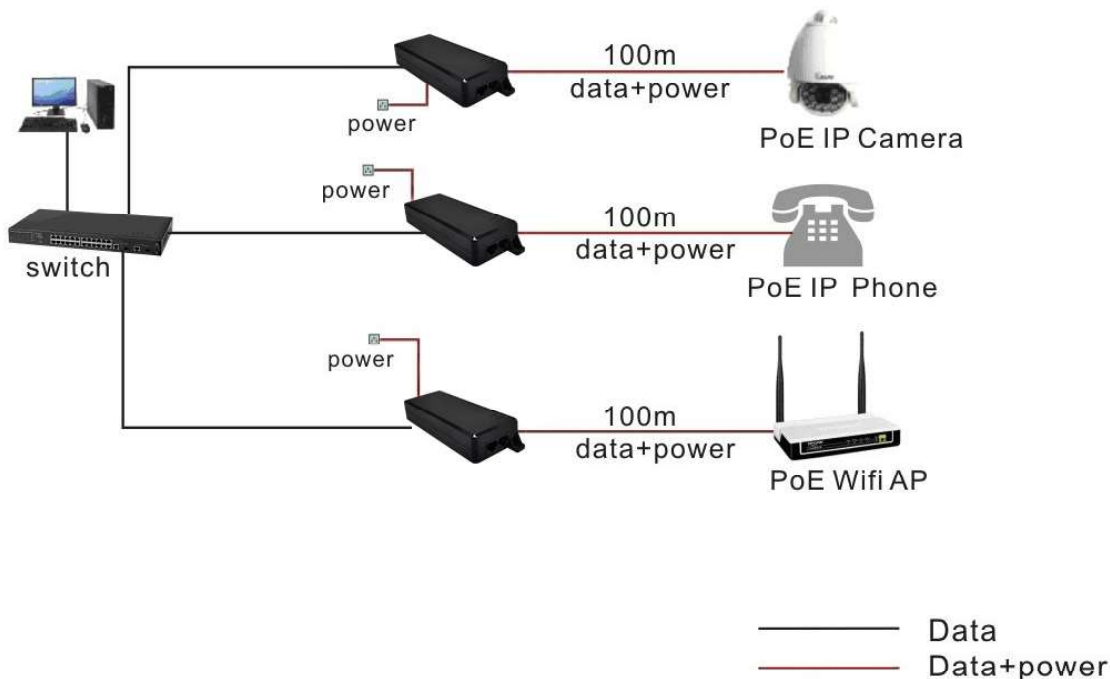 100m
data+power
power
PoE IP Camera
power
100m
data+power
switch
PoE IP Phone
power
100m
data+power
PoE Wifi AP
Data
Data+power